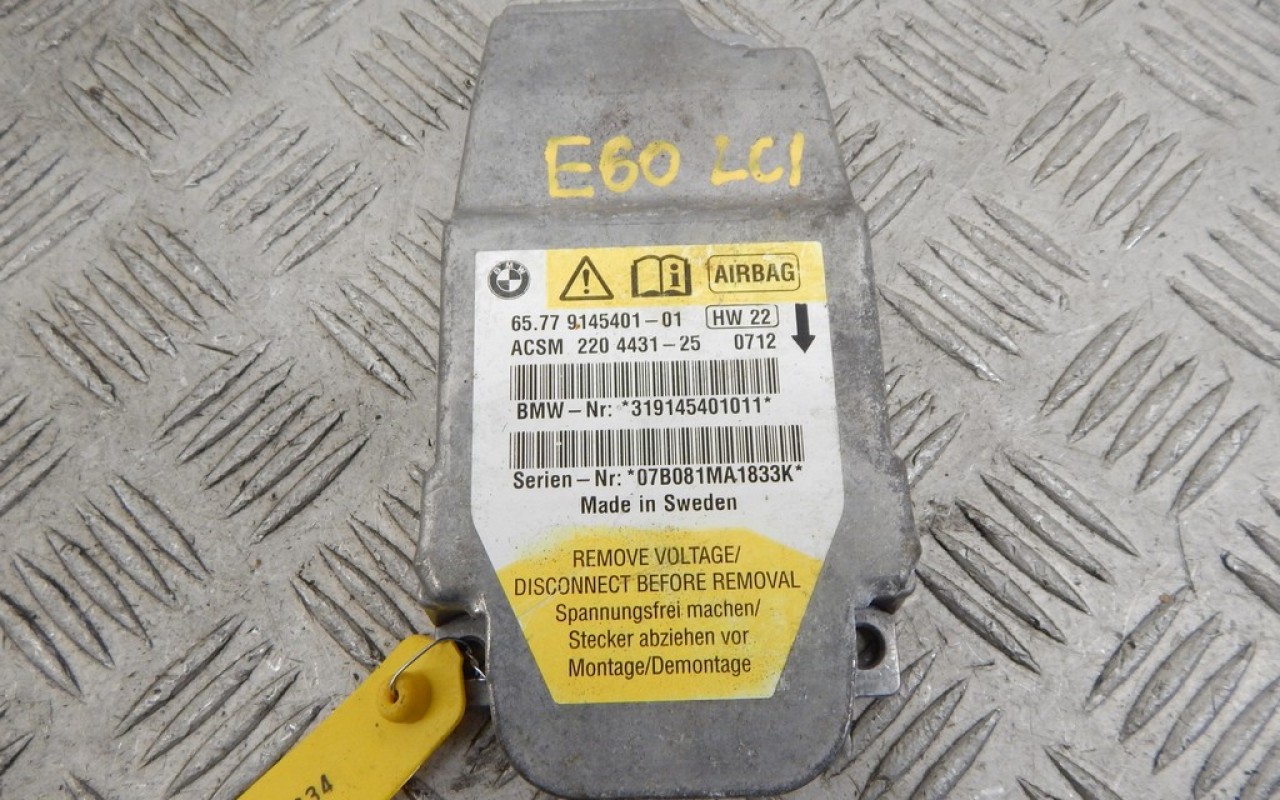 E60 LCI
BMW
AIRBAG
65.77 9145401-01 HW 22
ACSM 220 4431-25 0712
BMW-Nr: *319145401011*
Serien-Nr: *07B081MA1833K*
Made in Sweden
REMOVE VOLTAGE/
DISCONNECT BEFORE REMOVAL
Spannungsfrei machen/
Stecker abziehen vor
Montage/Demontage